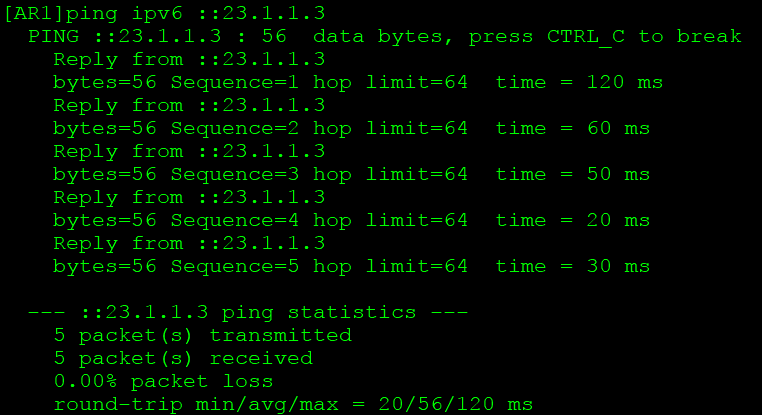 [AR1]ping ipv6 ::23.1.1.3
PING ::23.1.1.3 : 56  data bytes, press CTRL_C to break
Reply from ::23.1.1.3
bytes=56 Sequence=1 hop limit=64  time = 120 ms
Reply from ::23.1.1.3
bytes=56 Sequence=2 hop limit=64  time = 60 ms
Reply from ::23.1.1.3
bytes=56 Sequence=3 hop limit=64  time = 50 ms
Reply from ::23.1.1.3
bytes=56 Sequence=4 hop limit=64  time = 20 ms
Reply from ::23.1.1.3
bytes=56 Sequence=5 hop limit=64  time = 30 ms
--- ::23.1.1.3 ping statistics ---
5 packet(s) transmitted
5 packet(s) received
0.00% packet loss
round-trip min/avg/max = 20/56/120 ms